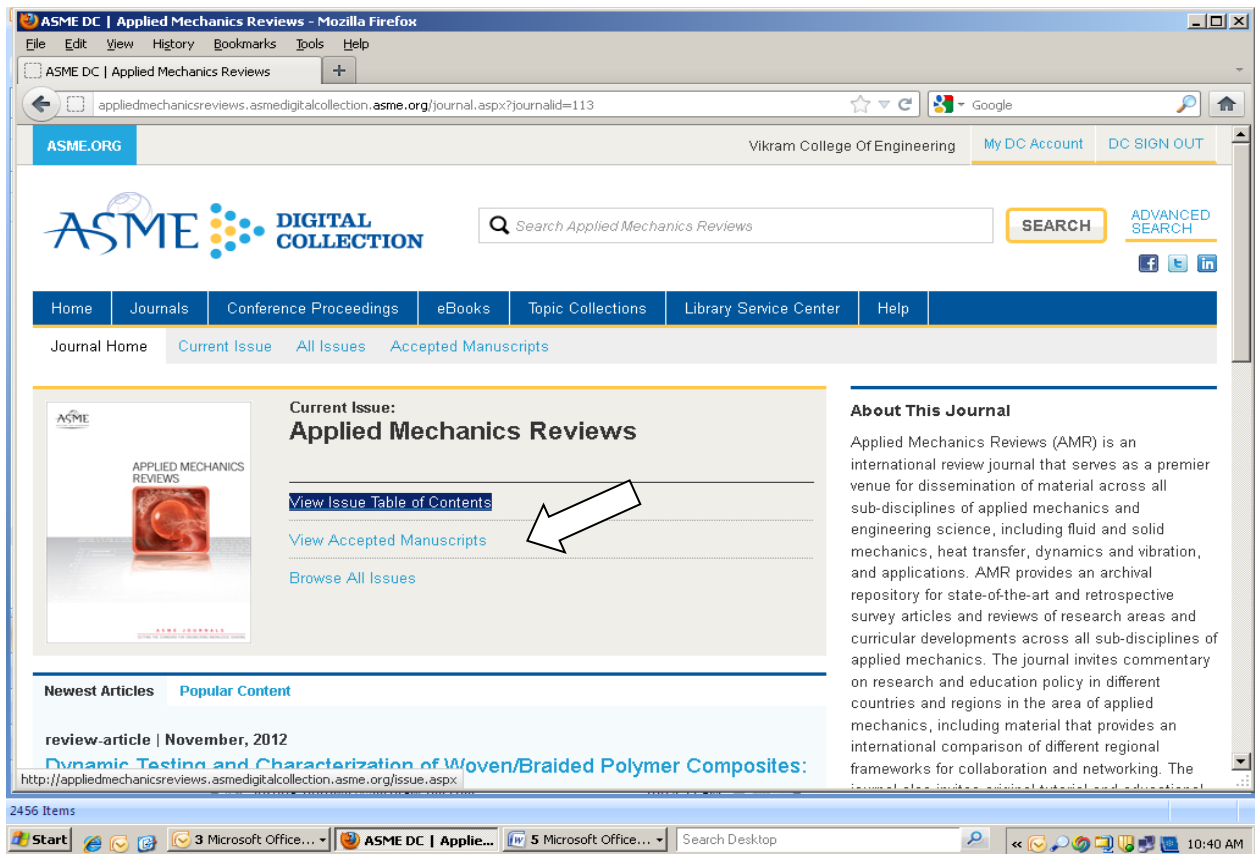 ASME DC | Applied Mechanics Reviews - Mozilla Firefox
File Edit View History Bookmarks Tools Help
ASME DC | Applied Mechanics Reviews +
appliedmechanicsreviews.asmedigitalcollection.asme.org/journal.aspx?journalid=113 Google
ASME.ORG Vikram College Of Engineering My DC Account DC SIGN OUT
ASME DIGITAL COLLECTION
Search Applied Mechanics Reviews SEARCH ADVANCED SEARCH
Home Journals Conference Proceedings eBooks Topic Collections Library Service Center Help
Journal Home Current Issue All Issues Accepted Manuscripts
ASME
APPLIED MECHANICS
REVIEWS
ASME JOURNALS
Current Issue:
Applied Mechanics Reviews
View Issue Table of Contents
View Accepted Manuscripts
Browse All Issues
About This Journal
Applied Mechanics Reviews (AMR) is an
international review journal that serves as a premier
venue for dissemination of material across all
sub-disciplines of applied mechanics and
engineering science, including fluid and solid
mechanics, heat transfer, dynamics and vibration,
and applications. AMR provides an archival
repository for state-of-the-art and retrospective
survey articles and reviews of research areas and
curricular developments across all sub-disciplines of
applied mechanics. The journal invites commentary
on research and education policy in different
countries and regions in the area of applied
mechanics, including material that provides an
international comparison of different regional
frameworks for collaboration and networking. The
journal also invites original tutorial and educational
Newest Articles Popular Content
review-article | November, 2012
Dynamic Testing and Characterization of Woven/Braided Polymer Composites:
http://appliedmechanicsreviews.asmedigitalcollection.asme.org/issue.aspx
2456 Items
Start 3 Microsoft Office... ASME DC | Applie... 5 Microsoft Office... Search Desktop 10:40 AM